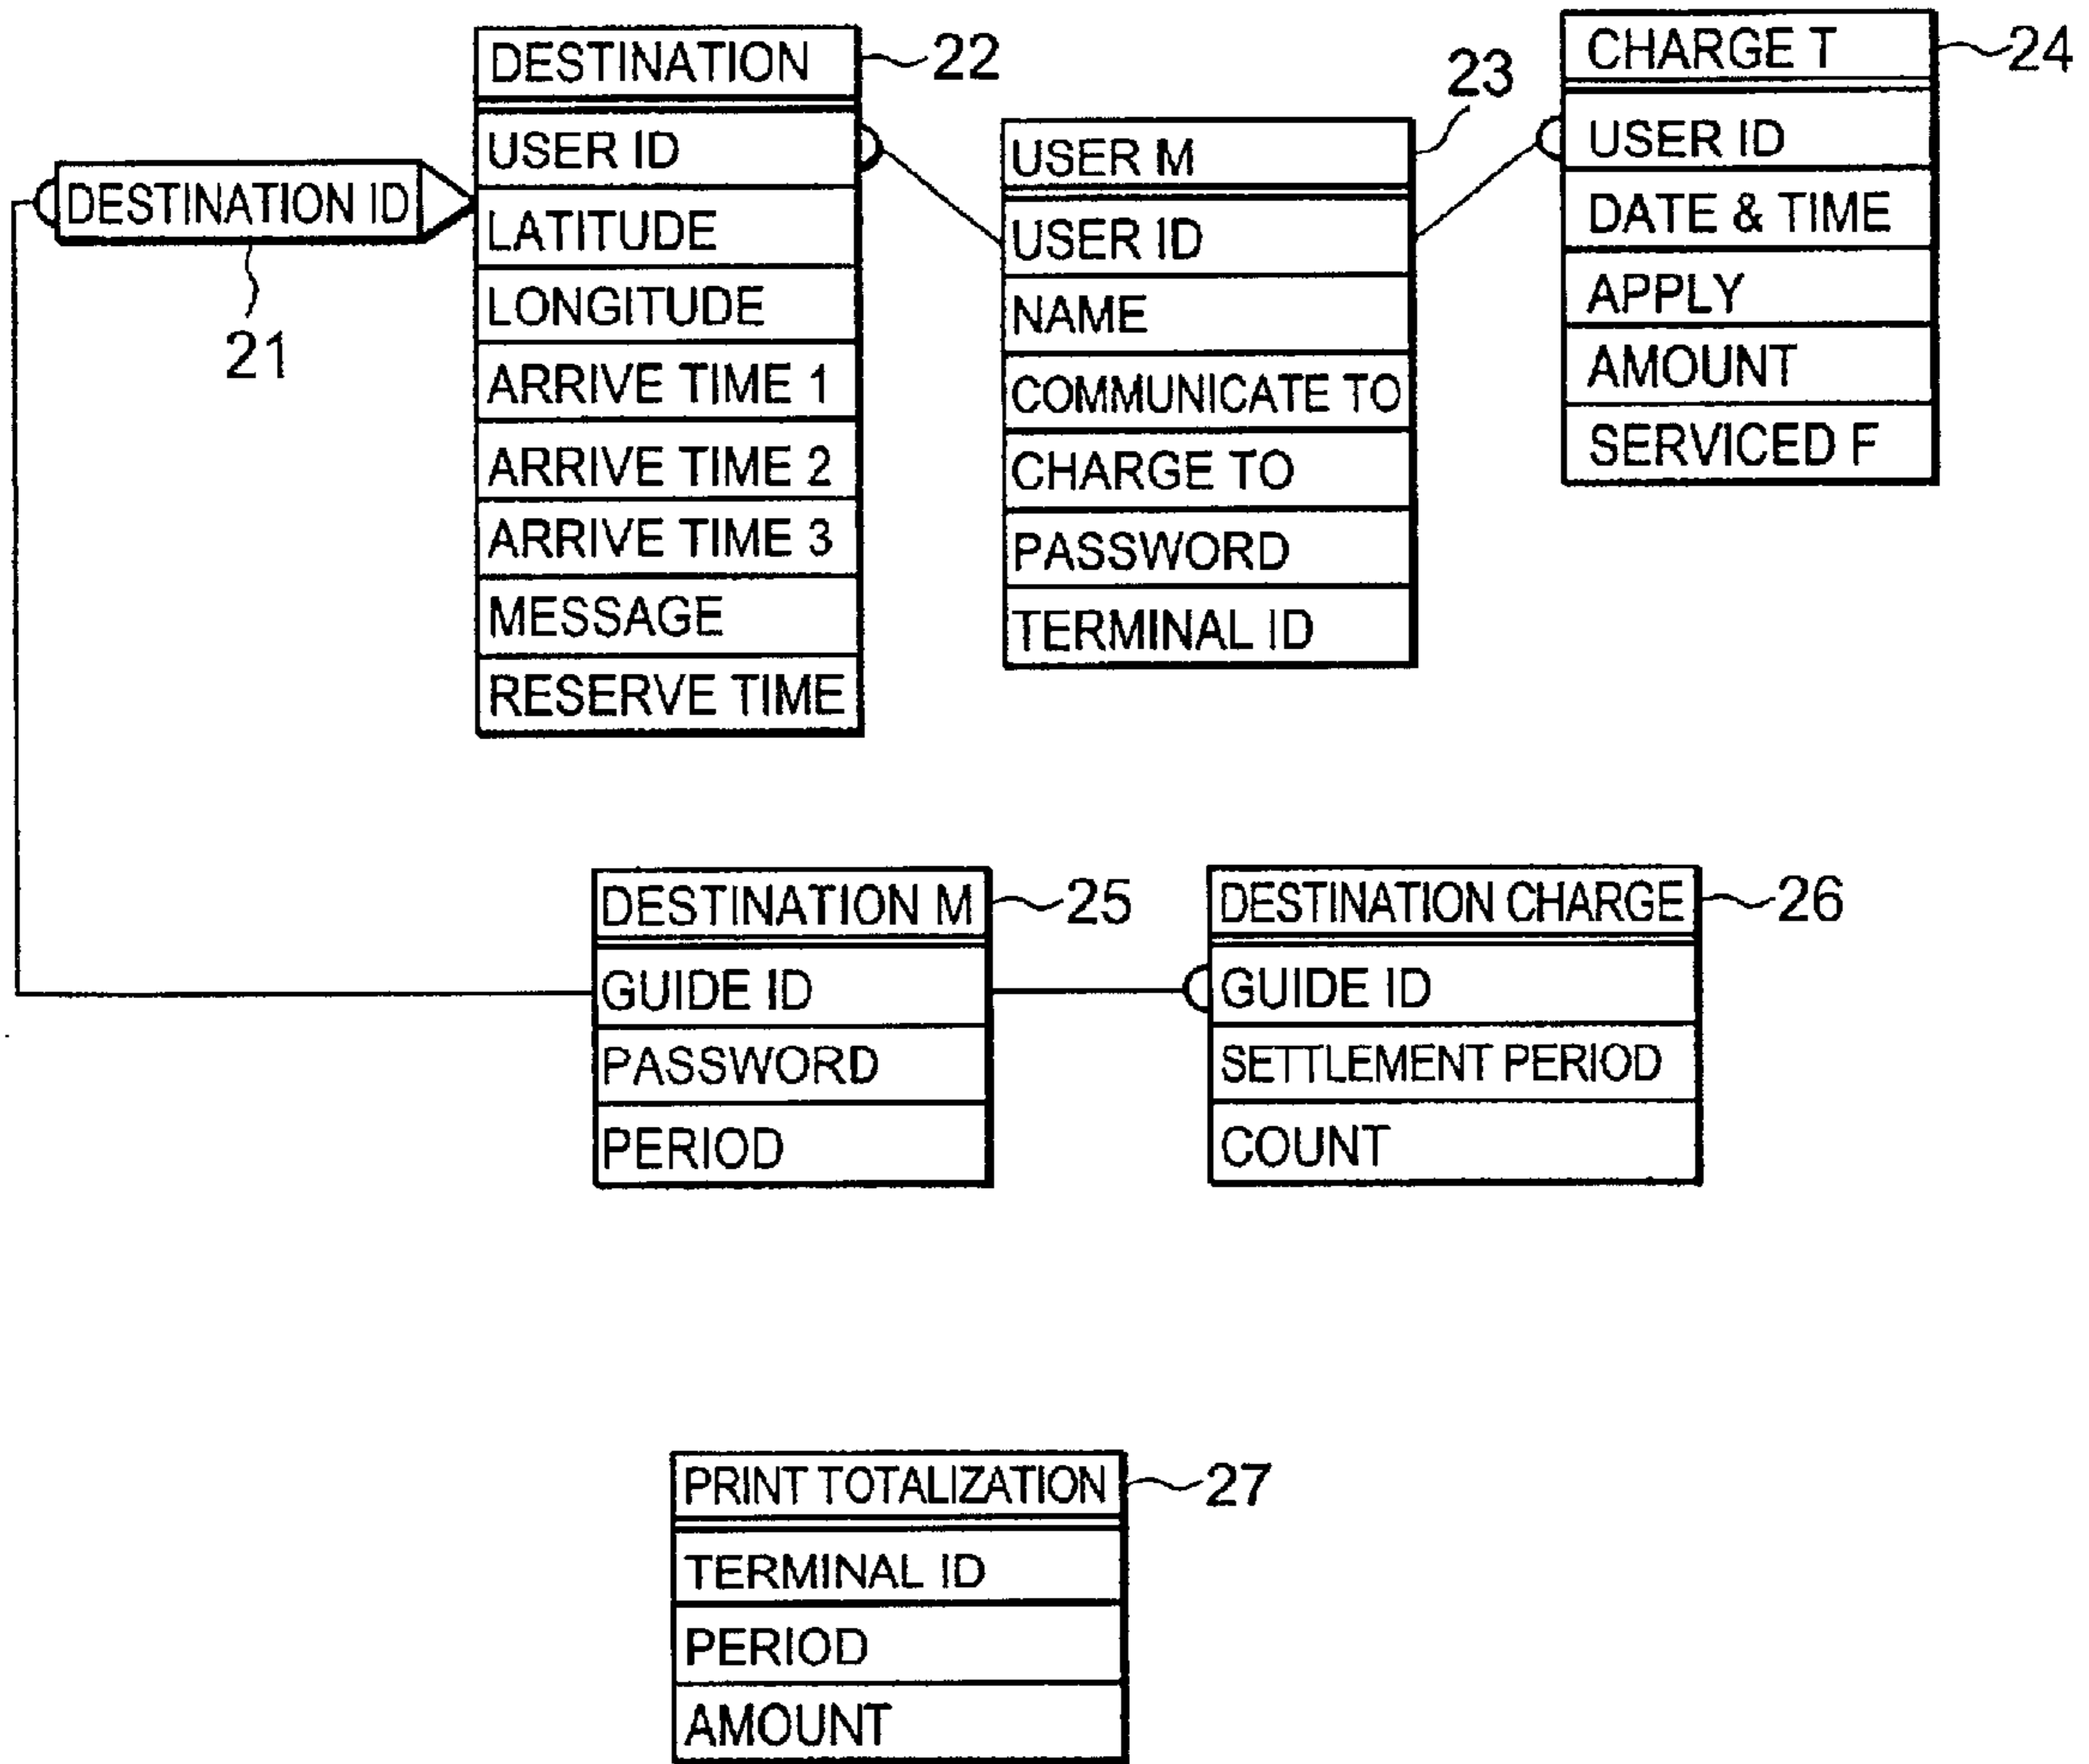 DESTINATION ID
21
DESTINATION
22
USER ID
LATITUDE
LONGITUDE
ARRIVE TIME 1
ARRIVE TIME 2
ARRIVE TIME 3
MESSAGE
RESERVE TIME
USER M
23
USER ID
NAME
COMMUNICATE TO
CHARGE TO
PASSWORD
TERMINAL ID
CHARGE T
24
USER ID
DATE & TIME
APPLY
AMOUNT
SERVICED F
DESTINATION M
25
GUIDE ID
PASSWORD
PERIOD
DESTINATION CHARGE
26
GUIDE ID
SETTLEMENT PERIOD
COUNT
PRINT TOTALIZATION
27
TERMINAL ID
PERIOD
AMOUNT